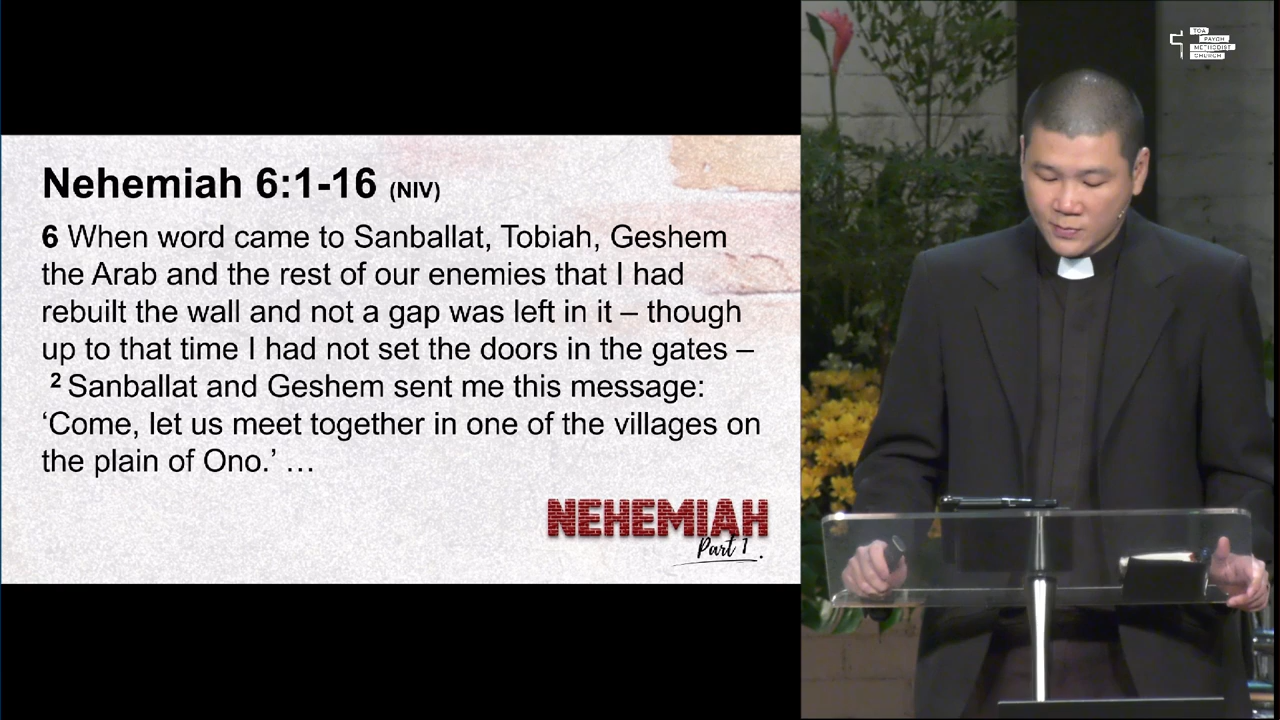 Nehemiah 6:1-16 (NIV)
6 When word came to Sanballat, Tobiah, Geshem
the Arab and the rest of our enemies that I had
rebuilt the wall and not a gap was left in it – though
up to that time I had not set the doors in the gates –
2 Sanballat and Geshem sent me this message:
‘Come, let us meet together in one of the villages on
the plain of Ono.’ …
NEHEMIAH
Part 1
TOA
PAYOH
METHODIST
CHURCH